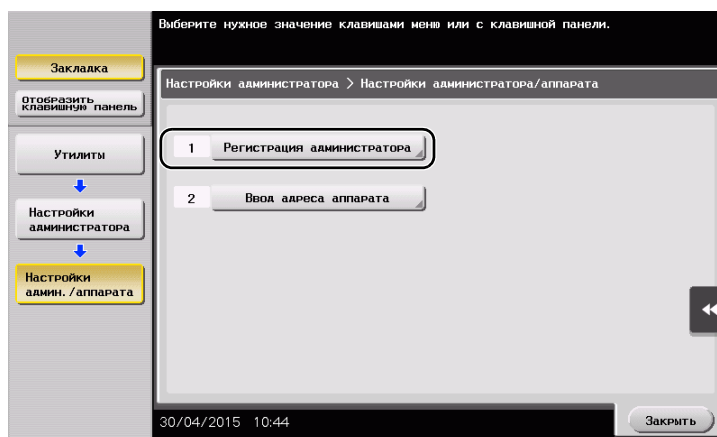 Выберите нужное значение клавишами меню или с клавишной панели.
Закладка
Отобразить
клавишную панель
Утилиты
Настройки
администратора
Настройки
админ./аппарата
Настройки администратора > Настройки администратора/аппарата
1 Регистрация администратора
2 Ввод адреса аппарата
30/04/2015 10:44
Закрыть